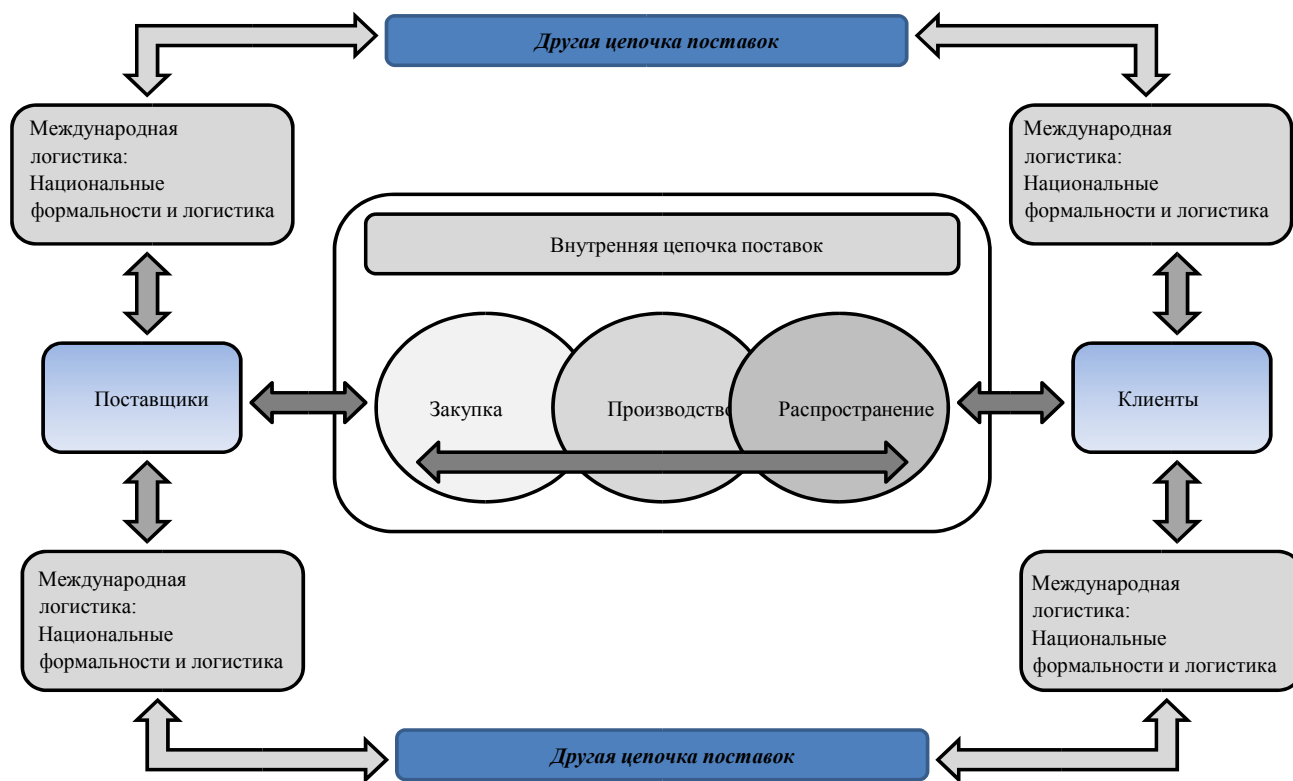 Другая цепочка поставок
Международная
логистика:
Национальные
формальности и логистика
Международная
логистика:
Национальные
формальности и логистика
Внутренняя цепочка поставок
Поставщики
Закупка
Производство
Распространение
Клиенты
Международная
логистика:
Национальные
формальности и логистика
Международная
логистика:
Национальные
формальности и логистика
Другая цепочка поставок